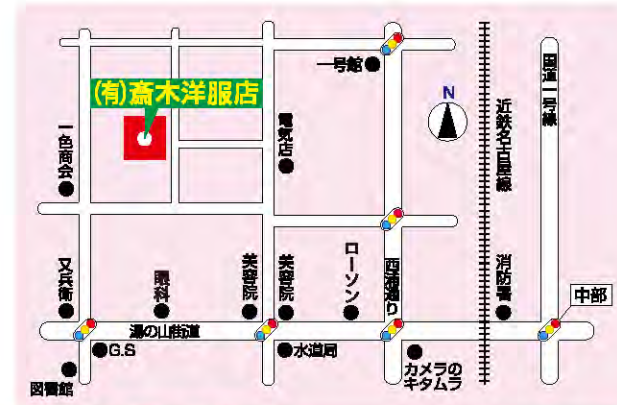 一号館
国道一号線
(有)斎木洋服店
N
近鉄名古屋線
電気店
一色商会
又兵衛
眼科
美容院
美容院
ローソン
西浦通り
消防署
中部
湯の山街道
G.S
水道局
カメラの
キタムラ
図書館